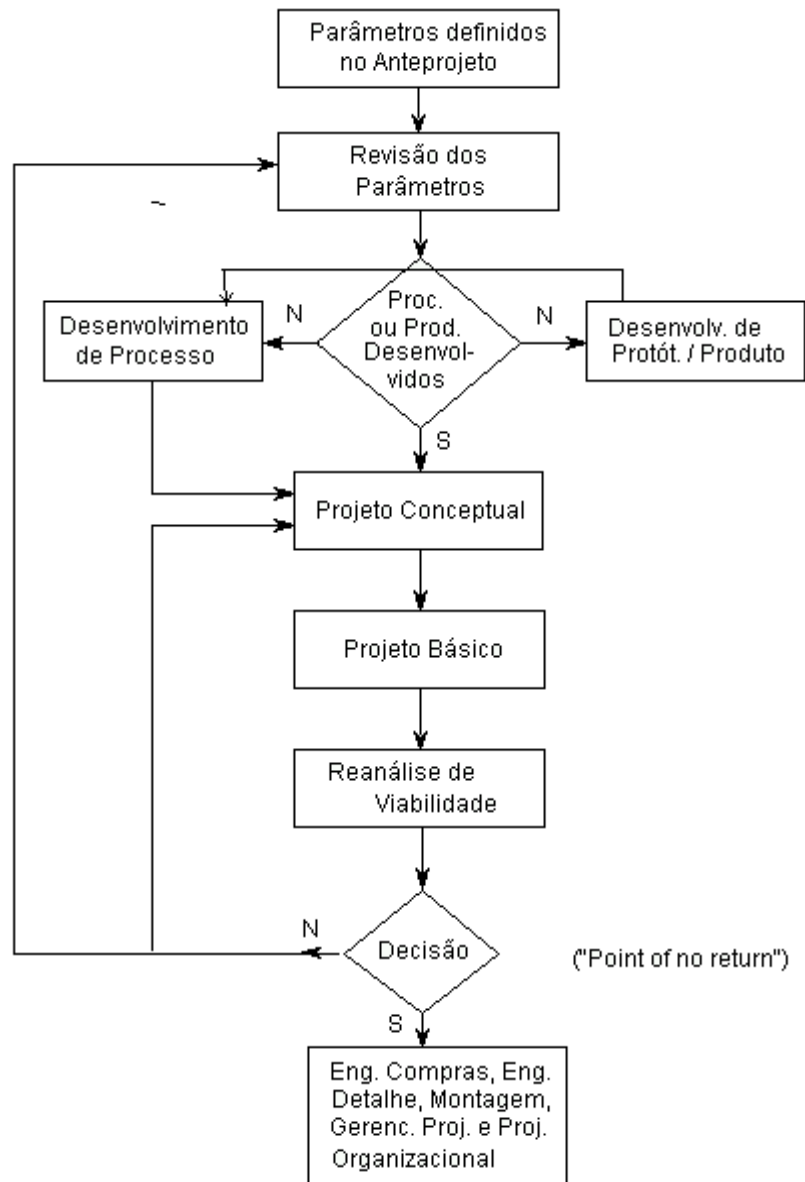 Parâmetros definidos
no Anteprojeto
Revisão dos
Parâmetros
Proc.
ou Prod.
Desenvol-
vidos
N
N
Desenvolvimento
de Processo
Desenvolv. de
Protót. / Produto
S
Projeto Conceptual
Projeto Básico
Reanálise de
Viabilidade
N
Decisão
("Point of no return")
S
Eng. Compras, Eng.
Detalhe, Montagem,
Gerenc. Proj. e Proj.
Organizacional